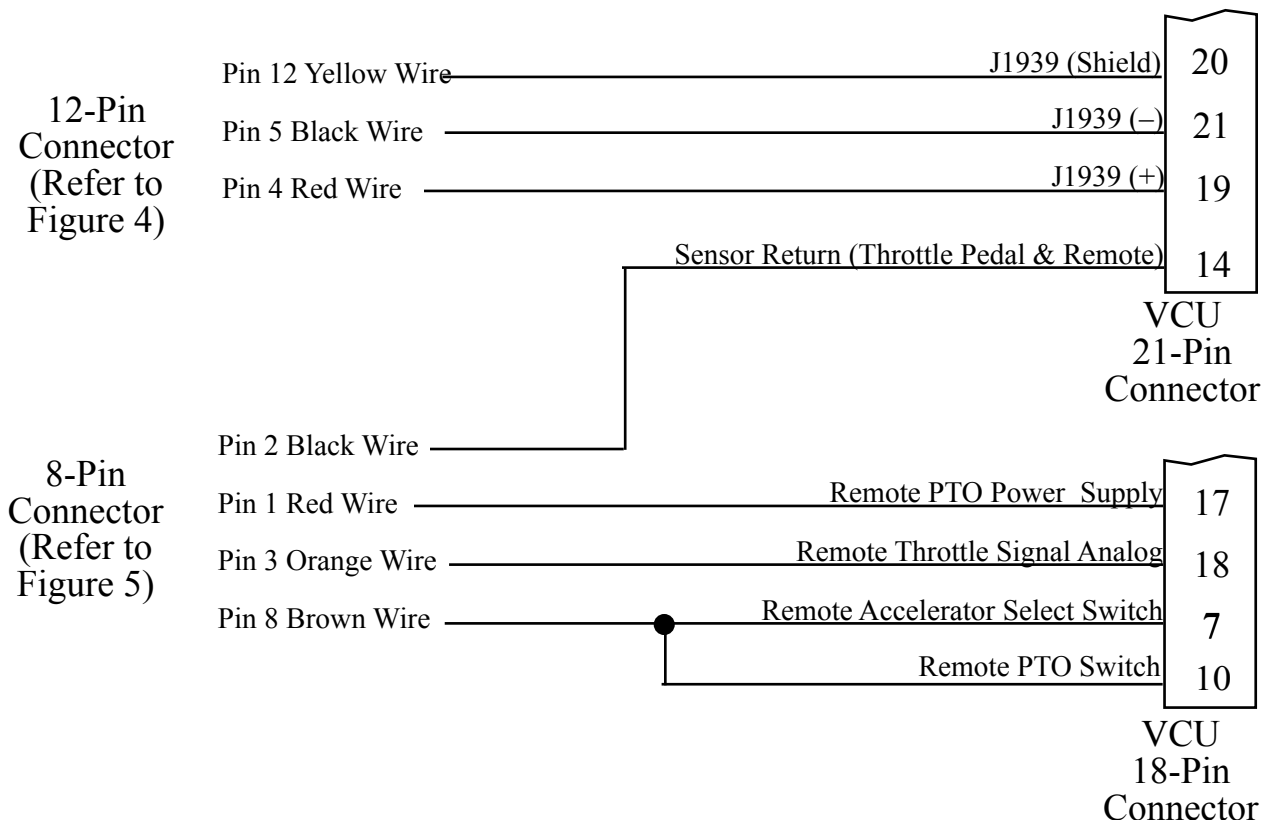 12-Pin
Connector
(Refer to
Figure 4)
Pin 12 Yellow Wire
J1939 (Shield)
20
Pin 5 Black Wire
J1939 (–)
21
Pin 4 Red Wire
J1939 (+)
19
Sensor Return (Throttle Pedal & Remote)
14
VCU
21-Pin
Connector
8-Pin
Connector
(Refer to
Figure 5)
Pin 2 Black Wire
Pin 1 Red Wire
Remote PTO Power Supply
17
Pin 3 Orange Wire
Remote Throttle Signal Analog
18
Pin 8 Brown Wire
Remote Accelerator Select Switch
7
Remote PTO Switch
10
VCU
18-Pin
Connector